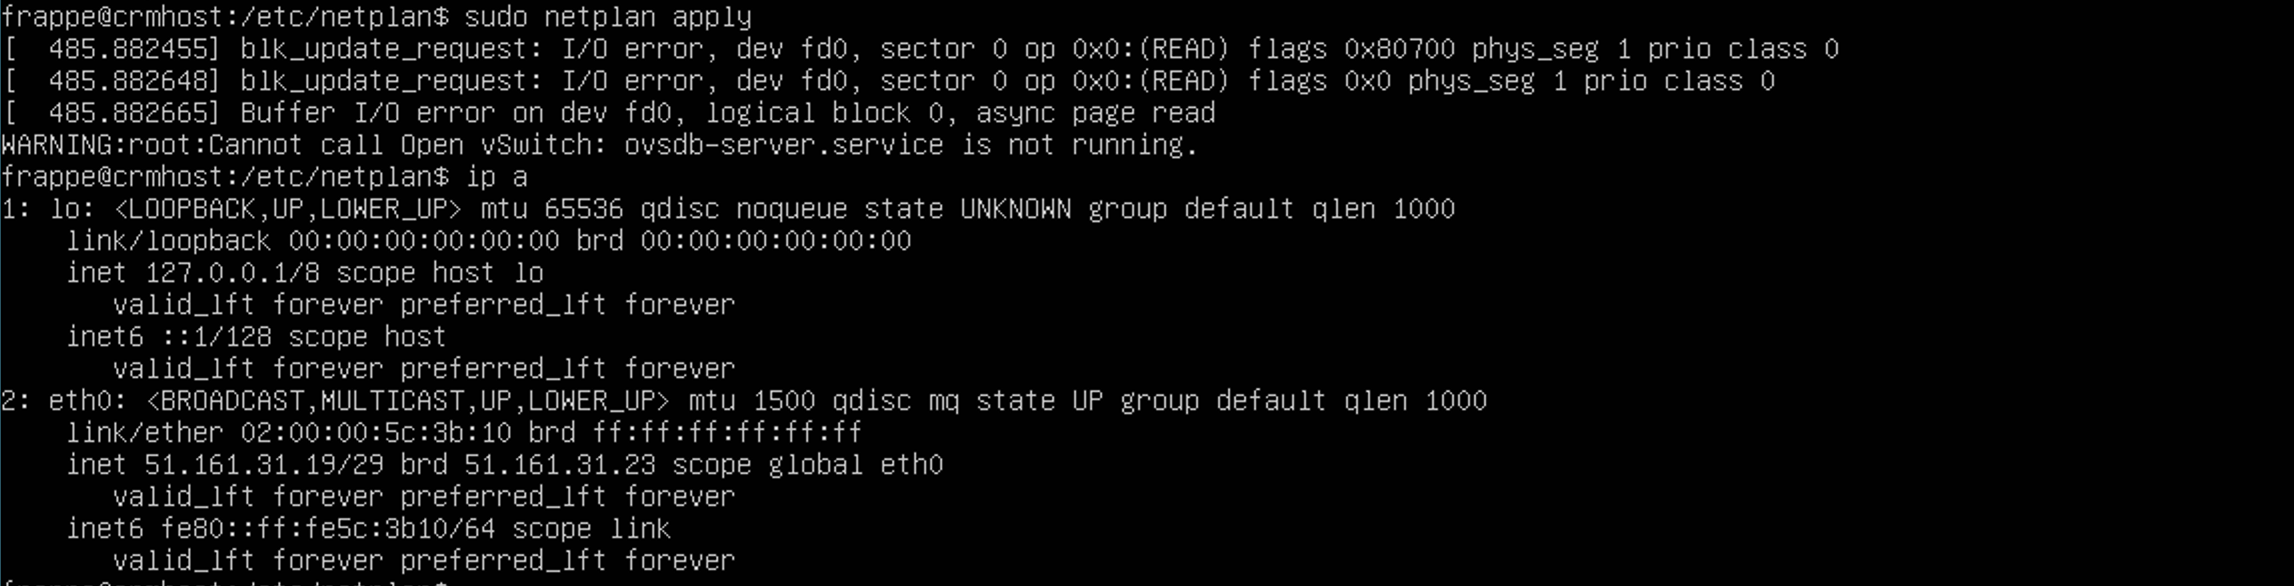 frappe@crmhost:/etc/netplan$ sudo netplan apply
[  485.882455] blk_update_request: I/O error, dev fd0, sector 0 op 0x0:(READ) flags 0x80700 phys_seg 1 prio class 0
[  485.882648] blk_update_request: I/O error, dev fd0, sector 0 op 0x0:(READ) flags 0x0 phys_seg 1 prio class 0
[  485.882665] Buffer I/O error on dev fd0, logical block 0, async page read
WARNING:root:Cannot call Open vSwitch: ovsdb-server.service is not running.
frappe@crmhost:/etc/netplan$ ip a
1: lo: <LOOPBACK,UP,LOWER_UP> mtu 65536 qdisc noqueue state UNKNOWN group default qlen 1000
    link/loopback 00:00:00:00:00:00 brd 00:00:00:00:00:00
    inet 127.0.0.1/8 scope host lo
       valid_lft forever preferred_lft forever
    inet6 ::1/128 scope host
       valid_lft forever preferred_lft forever
2: eth0: <BROADCAST,MULTICAST,UP,LOWER_UP> mtu 1500 qdisc mq state UP group default qlen 1000
    link/ether 02:00:00:5c:3b:10 brd ff:ff:ff:ff:ff:ff
    inet 51.161.31.19/29 brd 51.161.31.23 scope global eth0
       valid_lft forever preferred_lft forever
    inet6 fe80::ff:fe5c:3b10/64 scope link
       valid_lft forever preferred_lft forever